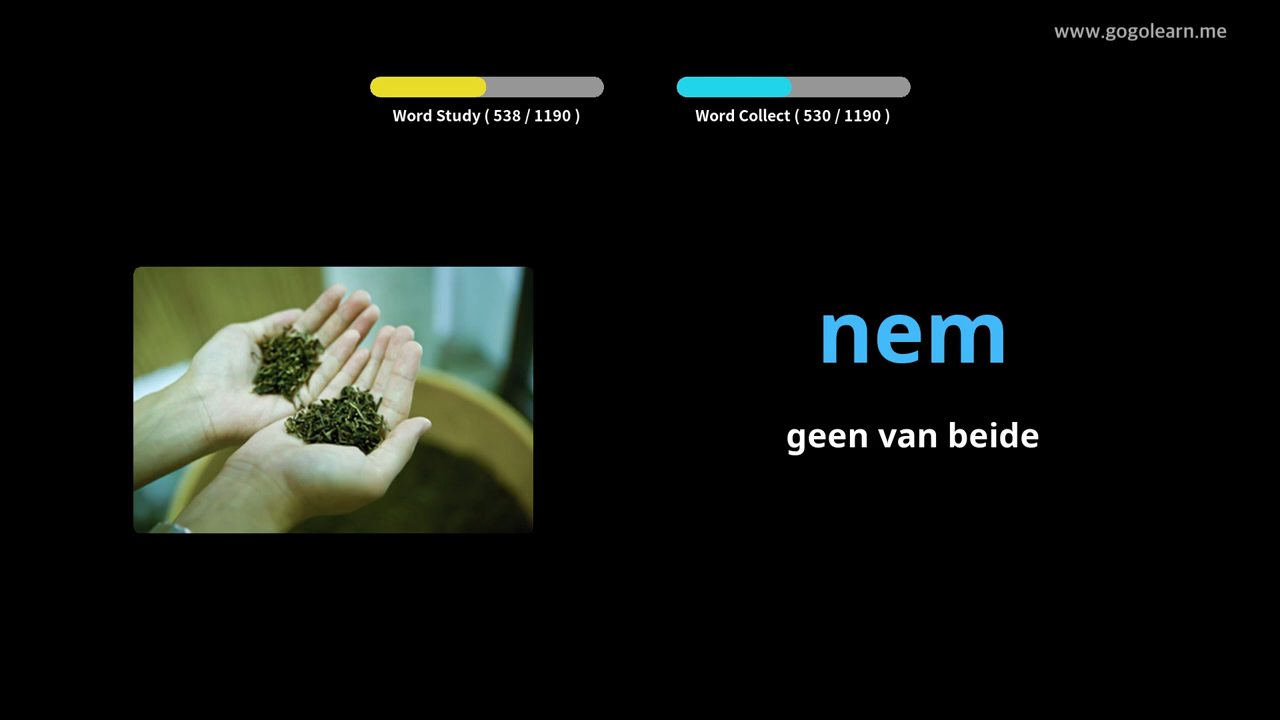 www.gogolearn.me
Word Study ( 538 / 1190 )
Word Collect ( 530 / 1190 )
nem
geen van beide